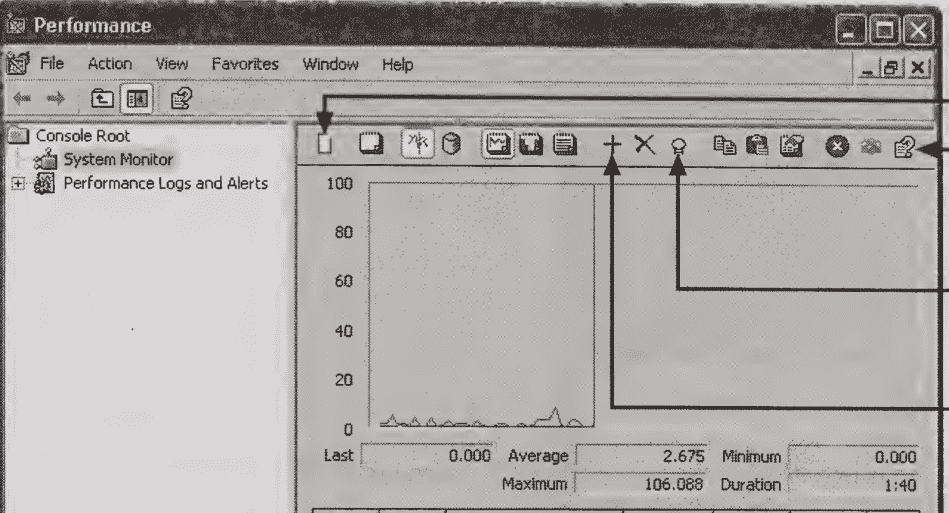 Performance
File Action View Favorites Window Help
Console Root
System Monitor
Performance Logs and Alerts
100
80
60
40
20
0
Last 0.000 Average 2.675 Minimum 0.000
Maximum 106.088 Duration 1:40